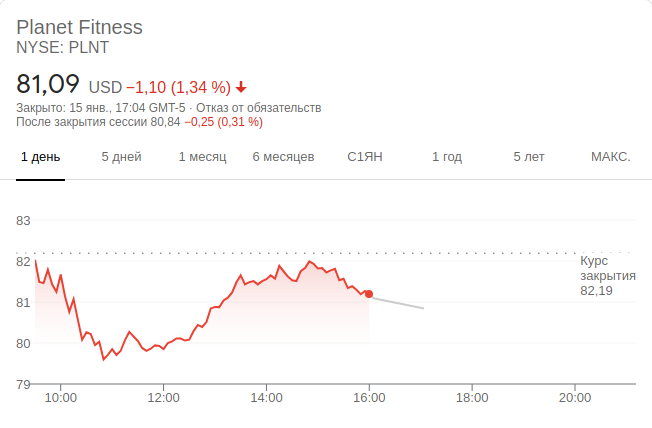 Planet Fitness
NYSE: PLNT
81,09 USD −1,10 (1,34 %)
Закрыто: 15 янв., 17:04 GMT-5 · Отказ от обязательств
После закрытия сессии 80,84 −0,25 (0,31 %)
1 день 5 дней 1 месяц 6 месяцев С1ЯН 1 год 5 лет МАКС.
83
82
81
80
79
Курс
закрытия
82,19
10:00 12:00 14:00 16:00 18:00 20:00